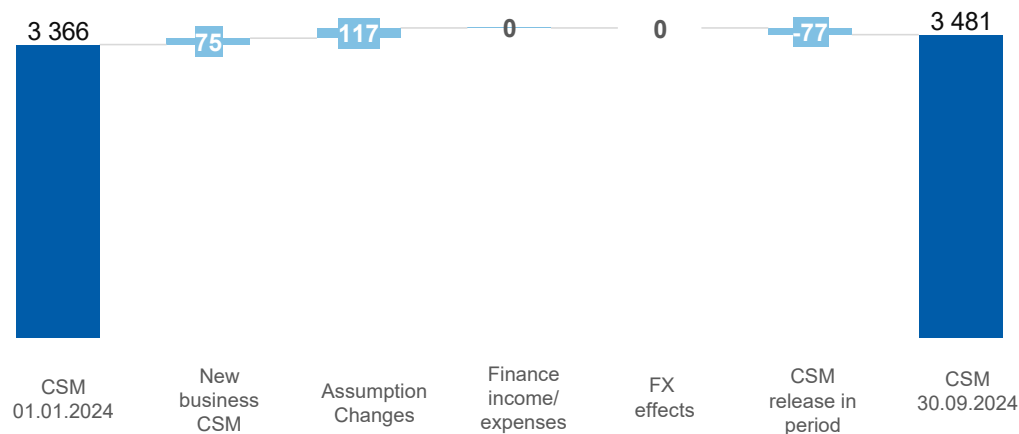 3 366
75
117
0
0
-77
3 481
CSM
01.01.2024
New
business
CSM
Assumption
Changes
Finance
income/
expenses
FX
effects
CSM
release in
period
CSM
30.09.2024